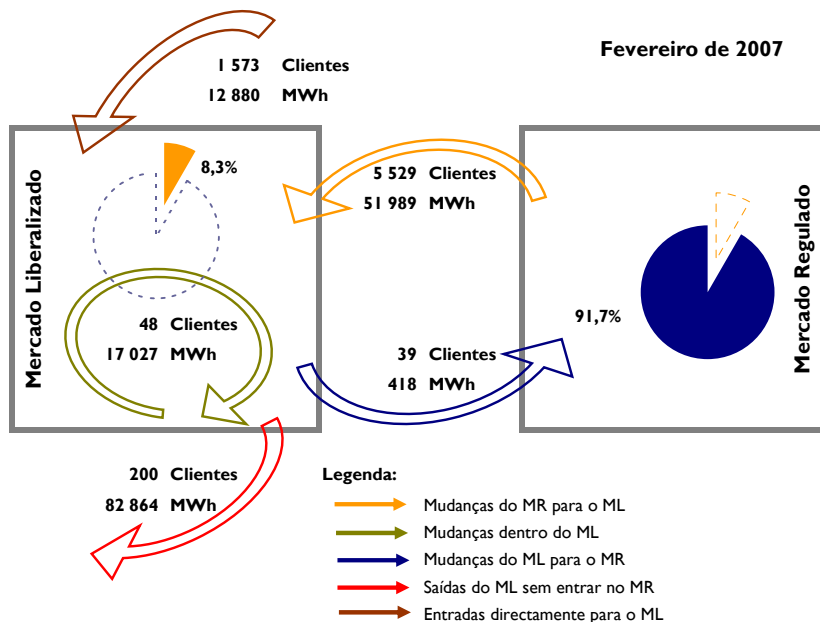 Fevereiro de 2007
1 573 Clientes
12 880 MWh
Mercado Liberalizado
8,3%
5 529 Clientes
51 989 MWh
Mercado Regulado
91,7%
48 Clientes
17 027 MWh
39 Clientes
418 MWh
200 Clientes
82 864 MWh
Legenda:
Mudanças do MR para o ML
Mudanças dentro do ML
Mudanças do ML para o MR
Saídas do ML sem entrar no MR
Entradas directamente para o ML